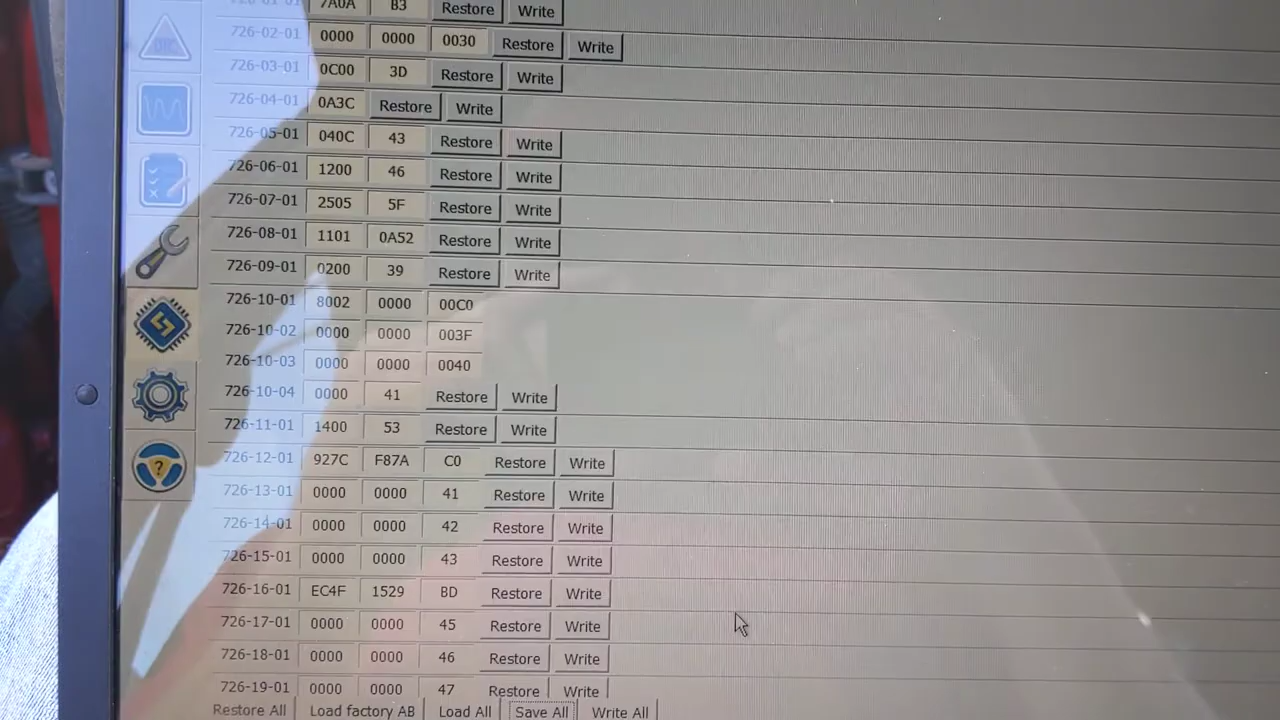 726-01-01 7A0A B3 Restore Write
726-02-01 0000 0000 0030 Restore Write
726-03-01 0C00 3D Restore Write
726-04-01 0A3C Restore Write
726-05-01 040C 43 Restore Write
726-06-01 1200 46 Restore Write
726-07-01 2505 5F Restore Write
726-08-01 1101 0A52 Restore Write
726-09-01 0200 39 Restore Write
726-10-01 8002 0000 00C0
726-10-02 0000 0000 003F
726-10-03 0000 0000 0040
726-10-04 0000 41 Restore Write
726-11-01 1400 53 Restore Write
726-12-01 927C F87A C0 Restore Write
726-13-01 0000 0000 41 Restore Write
726-14-01 0000 0000 42 Restore Write
726-15-01 0000 0000 43 Restore Write
726-16-01 EC4F 1529 BD Restore Write
726-17-01 0000 0000 45 Restore Write
726-18-01 0000 0000 46 Restore Write
726-19-01 0000 0000 47 Restore Write
Restore All Load factory AB Load All Save All Write All
?